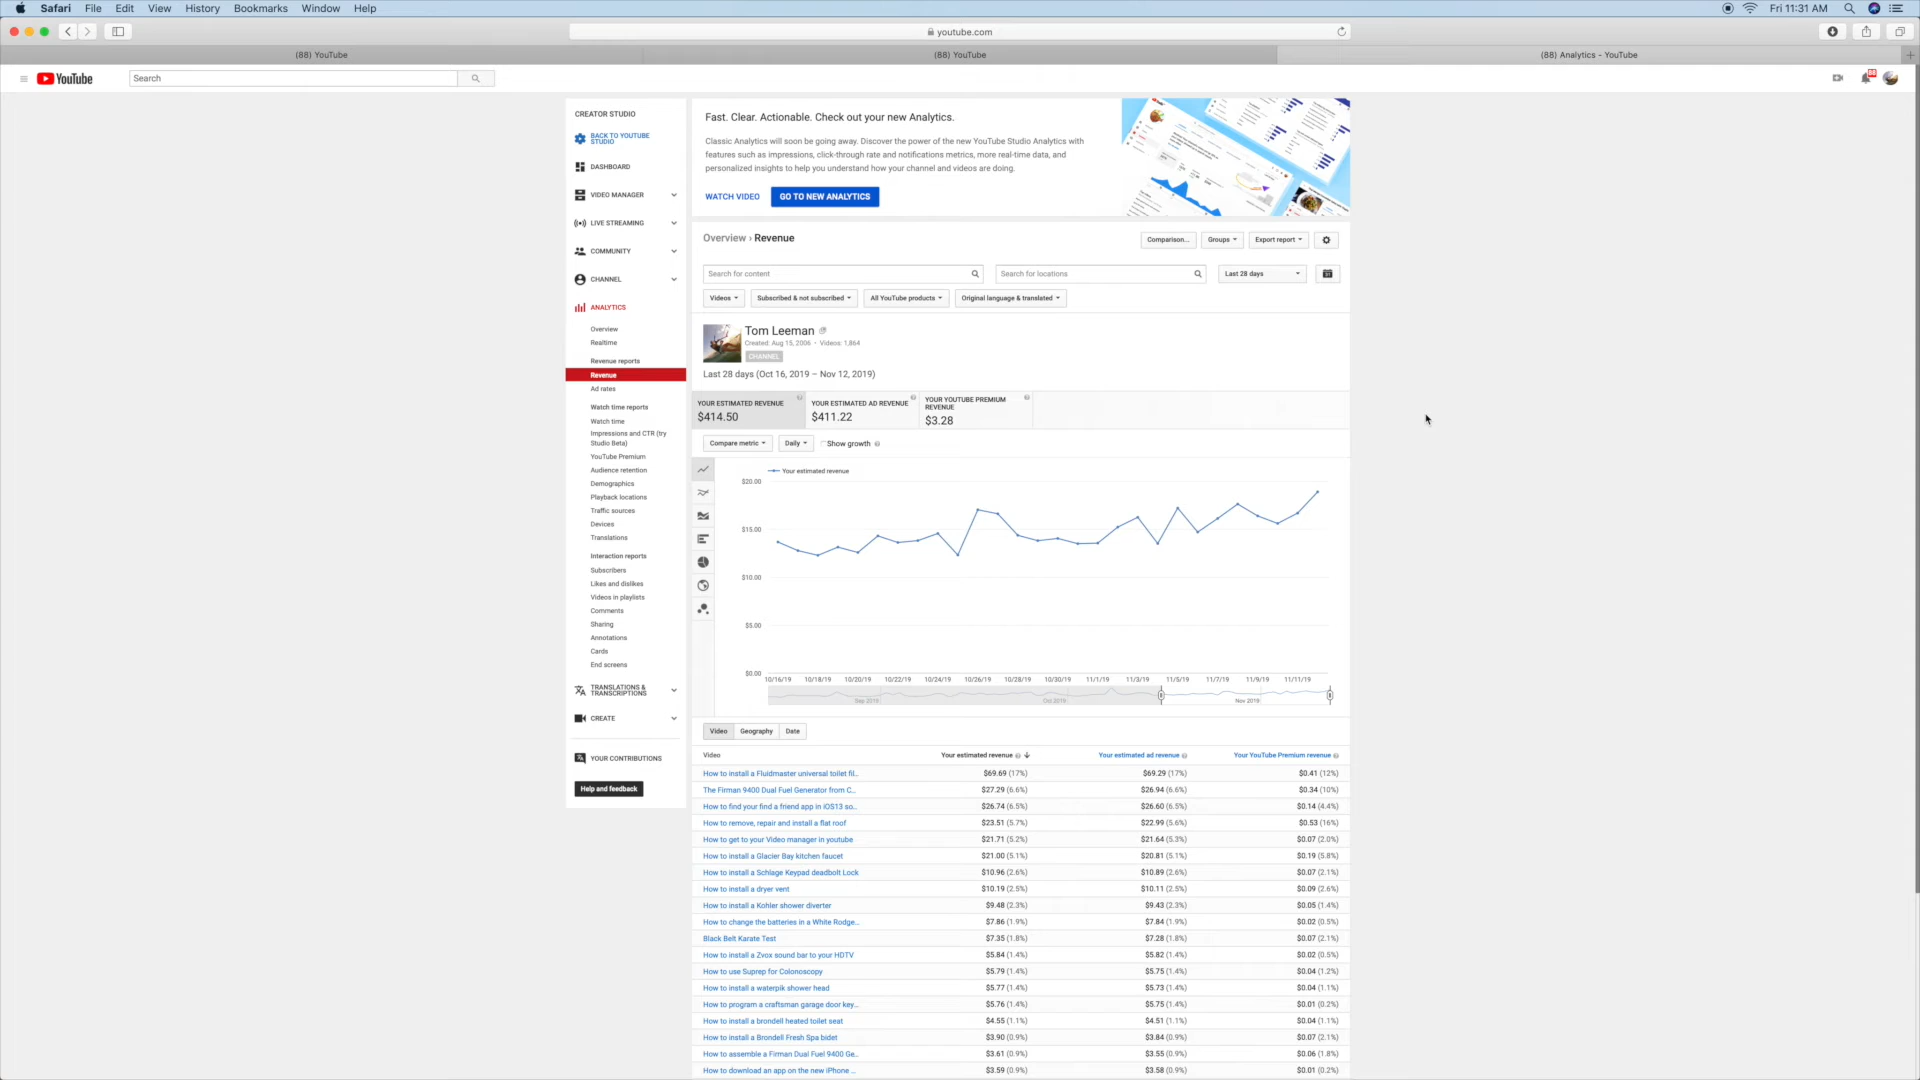 Safari File Edit View History Bookmarks Window Help Fri 11:31 AM
youtube.com
(88) YouTube (88) YouTube (88) Analytics - YouTube
YouTube Search 88
CREATOR STUDIO
BACK TO YOUTUBE
STUDIO
DASHBOARD
VIDEO MANAGER
LIVE STREAMING
COMMUNITY
CHANNEL
ANALYTICS
Overview
Realtime
Revenue reports
Revenue
Ad rates
Watch time reports
Watch time
Impressions and CTR (try
Studio Beta)
YouTube Premium
Audience retention
Demographics
Playback locations
Traffic sources
Devices
Translations
Interaction reports
Subscribers
Likes and dislikes
Videos in playlists
Comments
Sharing
Annotations
Cards
End screens
TRANSLATIONS &
TRANSCRIPTIONS
CREATE
YOUR CONTRIBUTIONS
Help and feedback
Fast. Clear. Actionable. Check out your new Analytics.
Classic Analytics will soon be going away. Discover the power of the new YouTube Studio Analytics with
features such as impressions, click-through rate and notifications metrics, more real-time data, and
personalized insights to help you understand how your channel and videos are doing.
WATCH VIDEO GO TO NEW ANALYTICS
Overview › Revenue Comparison... Groups Export report
Search for content Search for locations Last 28 days
Videos Subscribed & not subscribed All YouTube products Original language & translated
Tom Leeman
Created: Aug 15, 2006 • Videos: 1,864
CHANNEL
Last 28 days (Oct 16, 2019 – Nov 12, 2019)
YOUR ESTIMATED REVENUE
$414.50
YOUR ESTIMATED AD REVENUE
$411.22
YOUR YOUTUBE PREMIUM
REVENUE
$3.28
Compare metric Daily Show growth
Your estimated revenue
$20.00
$15.00
$10.00
$5.00
$0.00
10/16/19 10/18/19 10/20/19 10/22/19 10/24/19 10/26/19 10/28/19 10/30/19 11/1/19 11/3/19 11/5/19 11/7/19 11/9/19 11/11/19
Sep 2019 Oct 2019 Nov 2019
Video Geography Date
Video Your estimated revenue Your estimated ad revenue Your YouTube Premium revenue
How to install a Fluidmaster universal toilet fil... $69.69 (17%) $69.29 (17%) $0.41 (12%)
The Firman 9400 Dual Fuel Generator from C... $27.29 (6.6%) $26.94 (6.6%) $0.34 (10%)
How to find your find a friend app in iOS13 so... $26.74 (6.5%) $26.60 (6.5%) $0.14 (4.4%)
How to remove, repair and install a flat roof $23.51 (5.7%) $22.99 (5.6%) $0.53 (16%)
How to get to your Video manager in youtube $21.71 (5.2%) $21.64 (5.3%) $0.07 (2.0%)
How to install a Glacier Bay kitchen faucet $21.00 (5.1%) $20.81 (5.1%) $0.19 (5.8%)
How to install a Schlage Keypad deadbolt Lock $10.96 (2.6%) $10.89 (2.6%) $0.07 (2.1%)
How to install a dryer vent $10.19 (2.5%) $10.11 (2.5%) $0.09 (2.6%)
How to install a Kohler shower diverter $9.48 (2.3%) $9.43 (2.3%) $0.05 (1.4%)
How to change the batteries in a White Rodge... $7.86 (1.9%) $7.84 (1.9%) $0.02 (0.5%)
Black Belt Karate Test $7.35 (1.8%) $7.28 (1.8%) $0.07 (2.1%)
How to install a Zvox sound bar to your HDTV $5.84 (1.4%) $5.82 (1.4%) $0.02 (0.5%)
How to use Suprep for Colonoscopy $5.79 (1.4%) $5.75 (1.4%) $0.04 (1.2%)
How to install a waterpik shower head $5.77 (1.4%) $5.73 (1.4%) $0.04 (1.1%)
How to program a craftsman garage door key... $5.76 (1.4%) $5.75 (1.4%) $0.01 (0.2%)
How to install a brondell heated toilet seat $4.55 (1.1%) $4.51 (1.1%) $0.04 (1.1%)
How to install a Brondell Fresh Spa bidet $3.90 (0.9%) $3.84 (0.9%) $0.07 (2.1%)
How to assemble a Firman Dual Fuel 9400 Ge... $3.61 (0.9%) $3.55 (0.9%) $0.06 (1.8%)
How to download an app on the new iPhone ... $3.59 (0.9%) $3.58 (0.9%) $0.01 (0.2%)